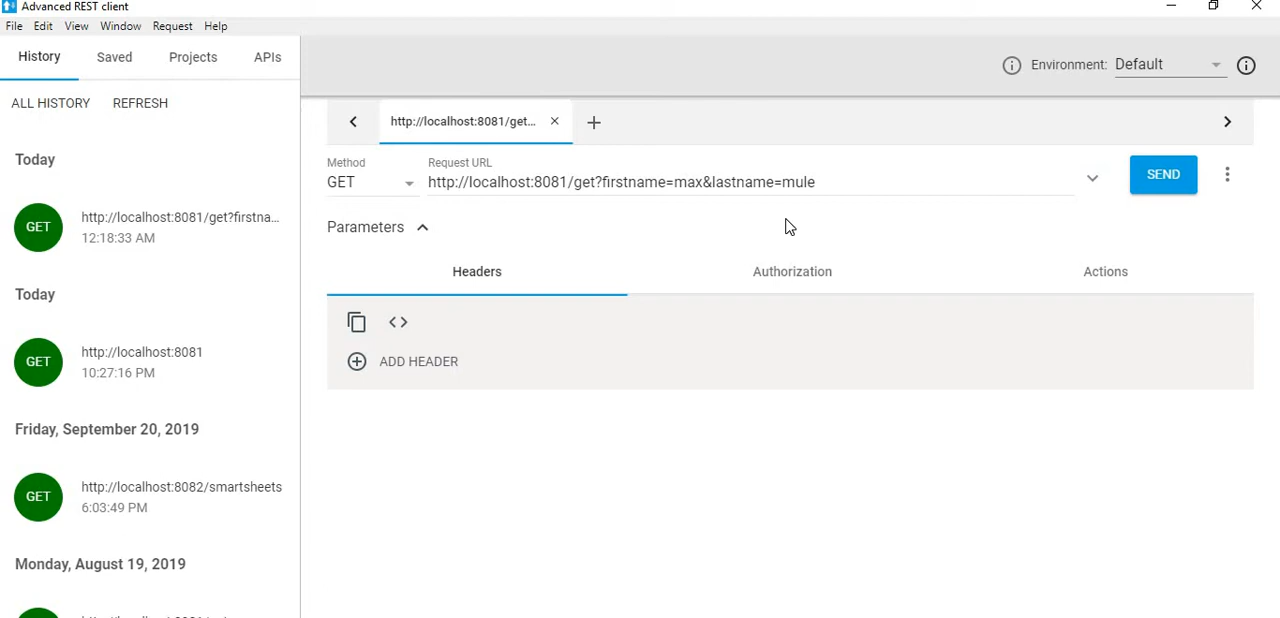 Advanced REST client
File Edit View Window Request Help
History Saved Projects APIs
Environment: Default
ALL HISTORY REFRESH
http://localhost:8081/get...
Today
Method
Request URL
GET
http://localhost:8081/get?firstname=max&lastname=mule
SEND
GET
http://localhost:8081/get?firstna...
12:18:33 AM
Parameters
Headers
Authorization
Actions
Today
ADD HEADER
GET
http://localhost:8081
10:27:16 PM
Friday, September 20, 2019
GET
http://localhost:8082/smartsheets
6:03:49 PM
Monday, August 19, 2019